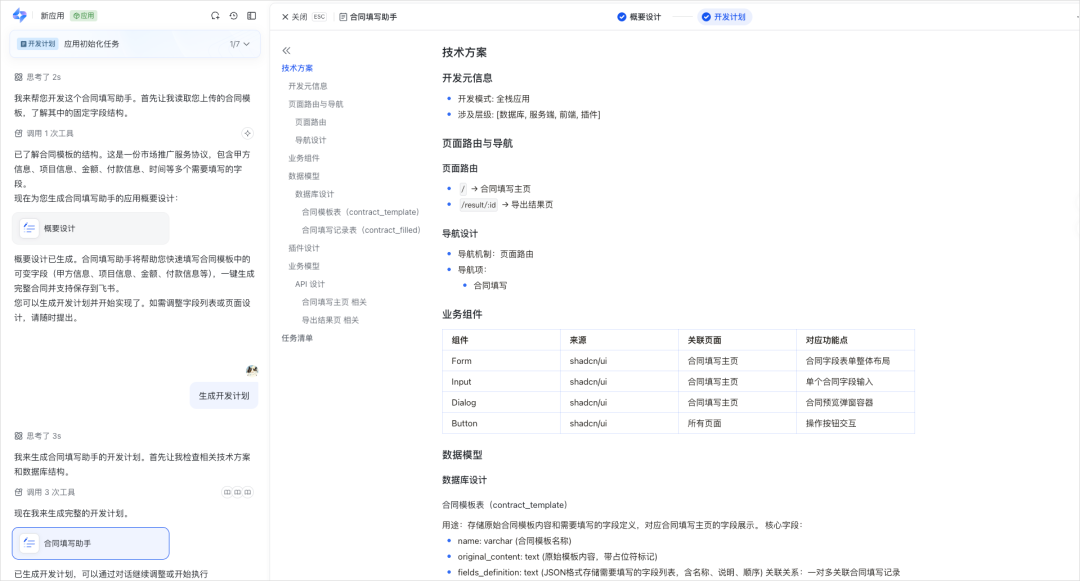 新应用 应用
开发计划 应用初始化任务 1/7
思考了 2s
我来帮您开发这个合同填写助手。首先让我读取您上传的合同模
板，了解其中的固定字段结构。
调用 1 次工具
已了解合同模板的结构。这是一份市场推广服务协议，包含甲方
信息、项目信息、金额、付款信息、时间等多个需要填写的字
段。
现在为您生成合同填写助手的应用概要设计：
概要设计
概要设计已生成。合同填写助手将帮助您快速填写合同模板中的
可变字段（甲方信息、项目信息、金额、付款信息等），一键生成
完整合同并支持保存到飞书。
您可以生成开发计划并开始实现了。如需调整字段列表或页面设
计，请随时提出。
生成开发计划
思考了 3s
我来生成合同填写助手的开发计划。首先让我检查相关技术方案
和数据库结构。
调用 3 次工具
现在我来生成完整的开发计划。
合同填写助手
已生成开发计划，可以通过对话继续调整或开始执行
关闭 ESC 合同填写助手 概要设计 开发计划
技术方案
开发元信息
页面路由与导航
页面路由
导航设计
业务组件
数据模型
数据库设计
合同模板表（contract_template）
合同填写记录表（contract_filled）
插件设计
业务模型
API 设计
合同填写主页 相关
导出结果页 相关
任务清单
技术方案
开发元信息
开发模式: 全栈应用
涉及层级: [数据库, 服务端, 前端, 插件]
页面路由与导航
页面路由
/ → 合同填写主页
/result/:id → 导出结果页
导航设计
导航机制：页面路由
导航项：
合同填写
业务组件
组件 来源 关联页面 对应功能点
Form shadcn/ui 合同填写主页 合同字段表单整体布局
Input shadcn/ui 合同填写主页 单个合同字段输入
Dialog shadcn/ui 合同填写主页 合同预览弹窗容器
Button shadcn/ui 所有页面 操作按钮交互
数据模型
数据库设计
合同模板表（contract_template）
用途：存储原始合同模板内容和需要填写的字段定义，对应合同填写主页的字段展示。 核心字段：
name: varchar (合同模板名称)
original_content: text (原始模板内容，带占位符标记)
fields_definition: text (JSON格式存储需要填写的字段列表，含名称、说明、顺序) 关联关系：一对多关联合同填写记录